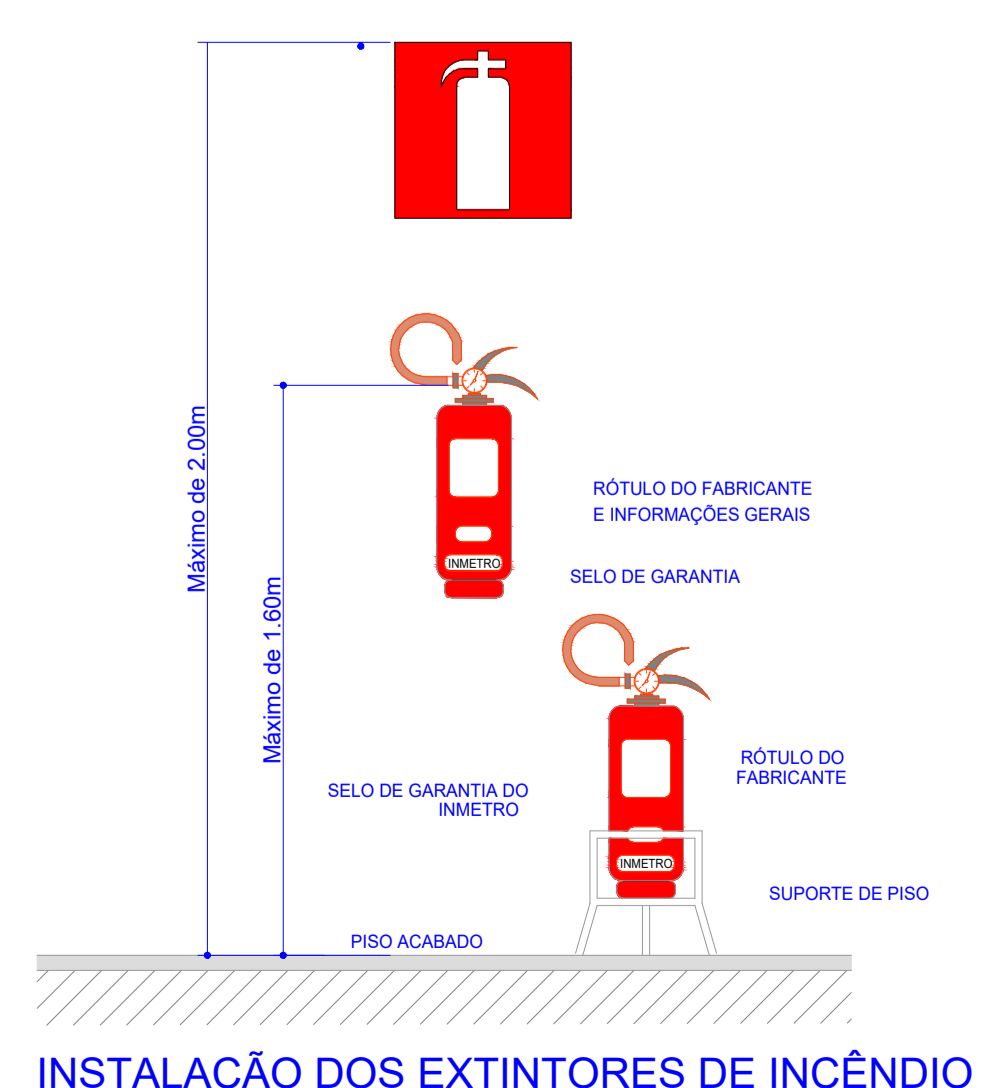 Máximo de 2.00m
Máximo de 1.60m
RÓTULO DO FABRICANTE
E INFORMAÇÕES GERAIS
INMETRO
SELO DE GARANTIA
RÓTULO DO
FABRICANTE
SELO DE GARANTIA DO
INMETRO
INMETRO
SUPORTE DE PISO
PISO ACABADO
INSTALAÇÃO DOS EXTINTORES DE INCÊNDIO